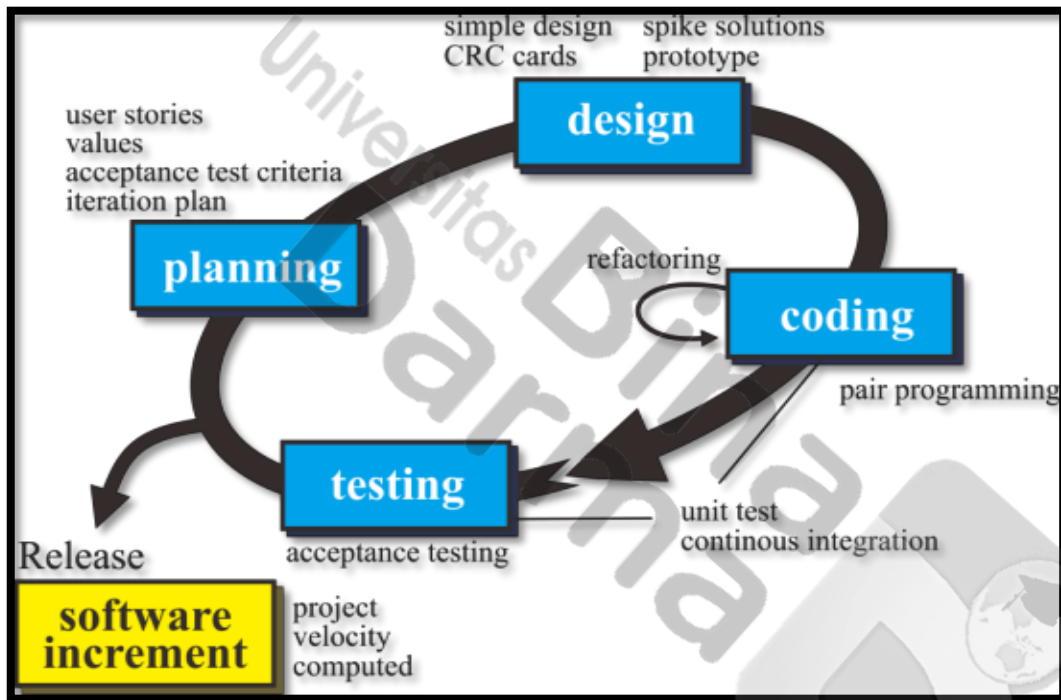 simple design
CRC cards
spike solutions
prototype
design
user stories
values
acceptance test criteria
iteration plan
planning
refactoring
coding
pair programming
testing
acceptance testing
unit test
continous integration
Release
software
increment
project
velocity
computed
Universitas
Bina
Darma